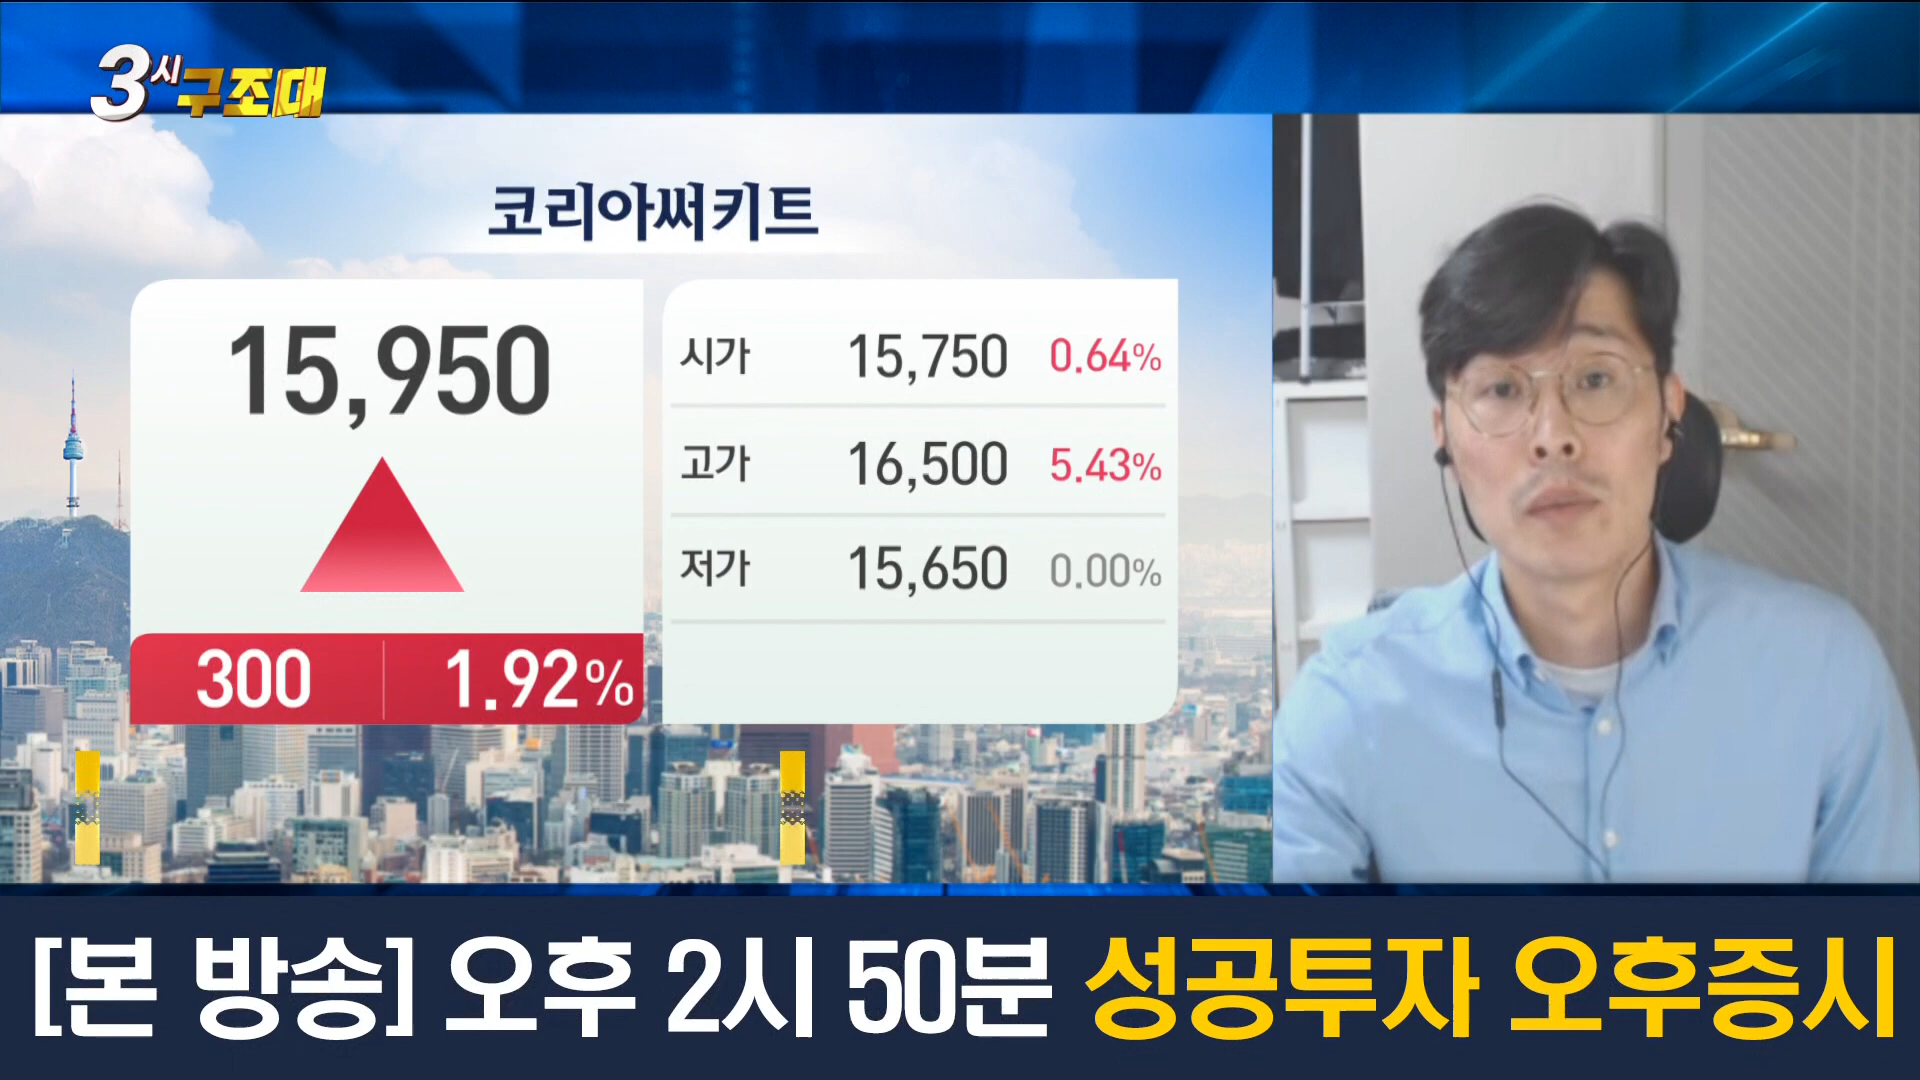 3시 구조대
코리아써키트
15,950
300 1.92%
시가 15,750 0.64%
고가 16,500 5.43%
저가 15,650 0.00%
[본 방송] 오후 2시 50분 성공투자 오후증시